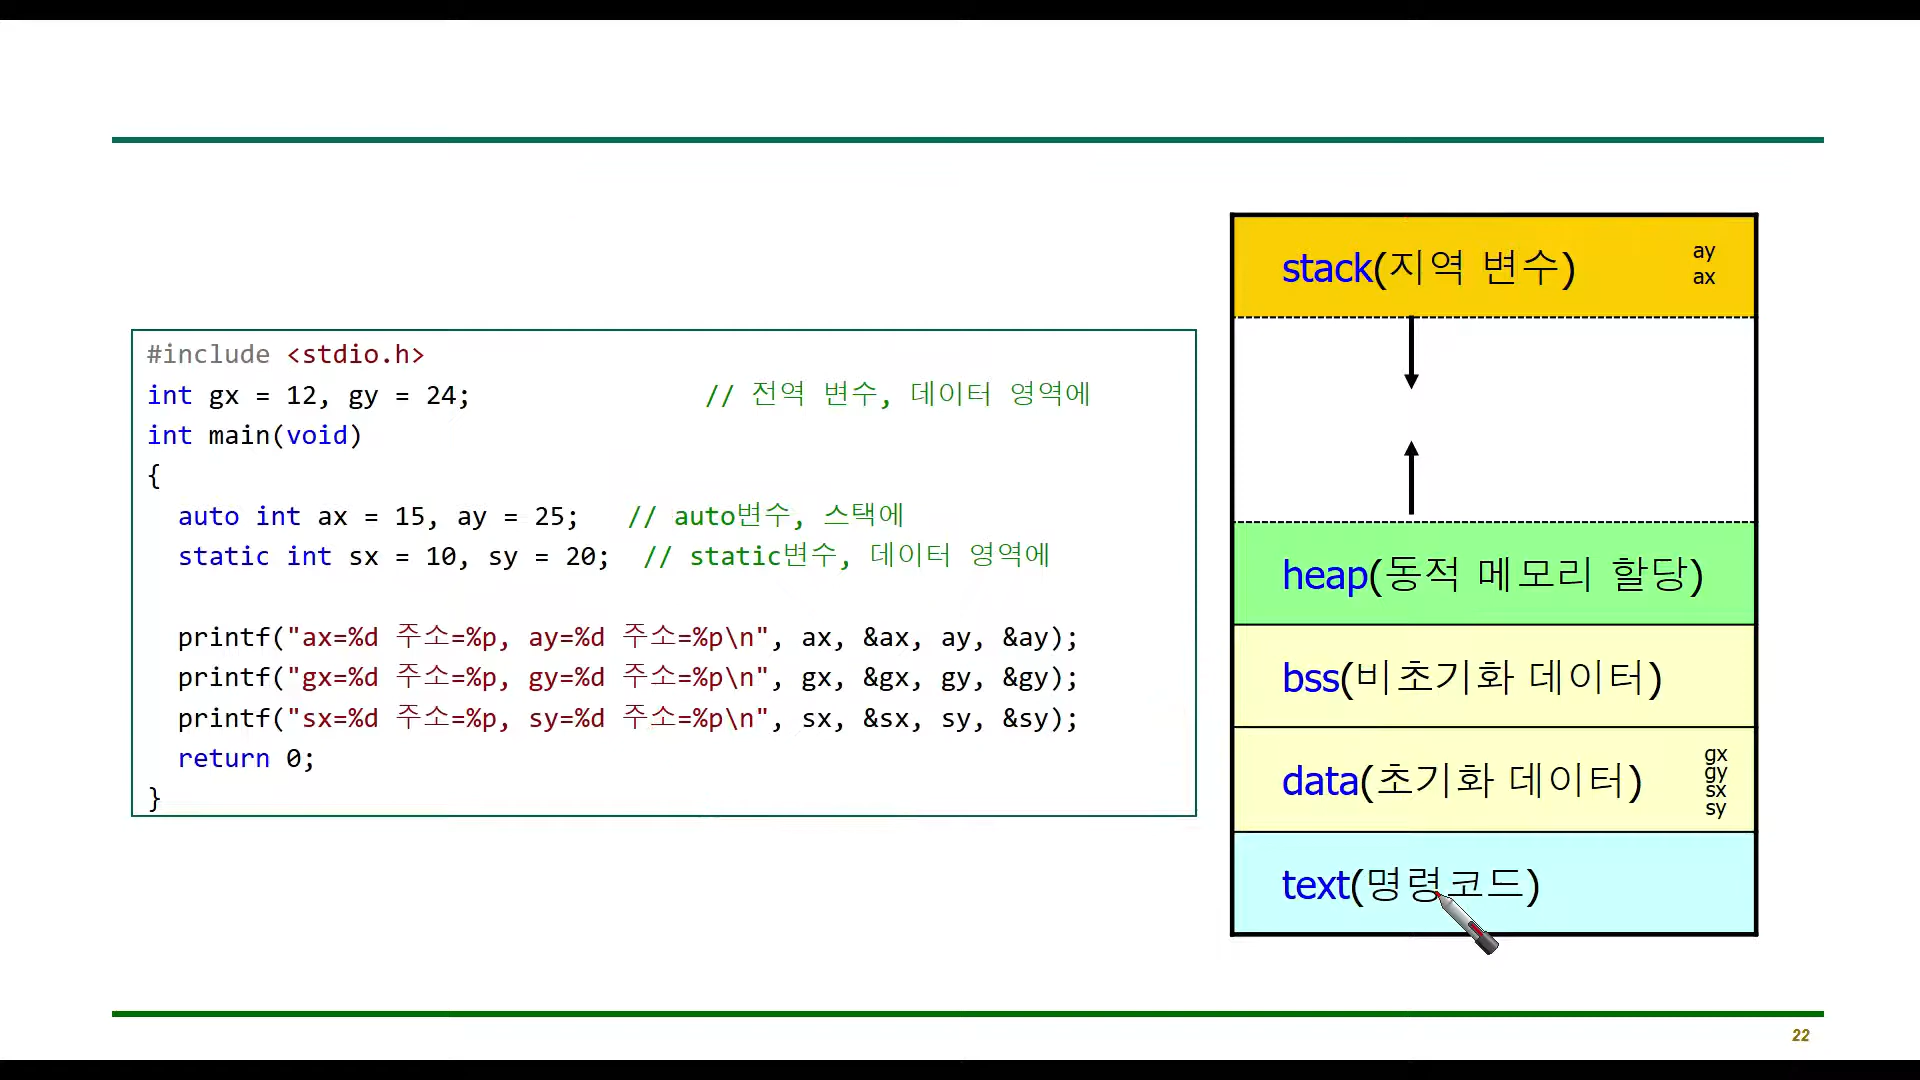 #include <stdio.h>
int gx = 12, gy = 24; // 전역 변수, 데이터 영역에
int main(void)
{
auto int ax = 15, ay = 25; // auto변수, 스택에
static int sx = 10, sy = 20; // static변수, 데이터 영역에
printf("ax=%d 주소=%p, ay=%d 주소=%p\n", ax, &ax, ay, &ay);
printf("gx=%d 주소=%p, gy=%d 주소=%p\n", gx, &gx, gy, &gy);
printf("sx=%d 주소=%p, sy=%d 주소=%p\n", sx, &sx, sy, &sy);
return 0;
}
stack(지역 변수)
ay
ax
heap(동적 메모리 할당)
bss(비초기화 데이터)
data(초기화 데이터)
gx
gy
sx
sy
text(명령코드)
22